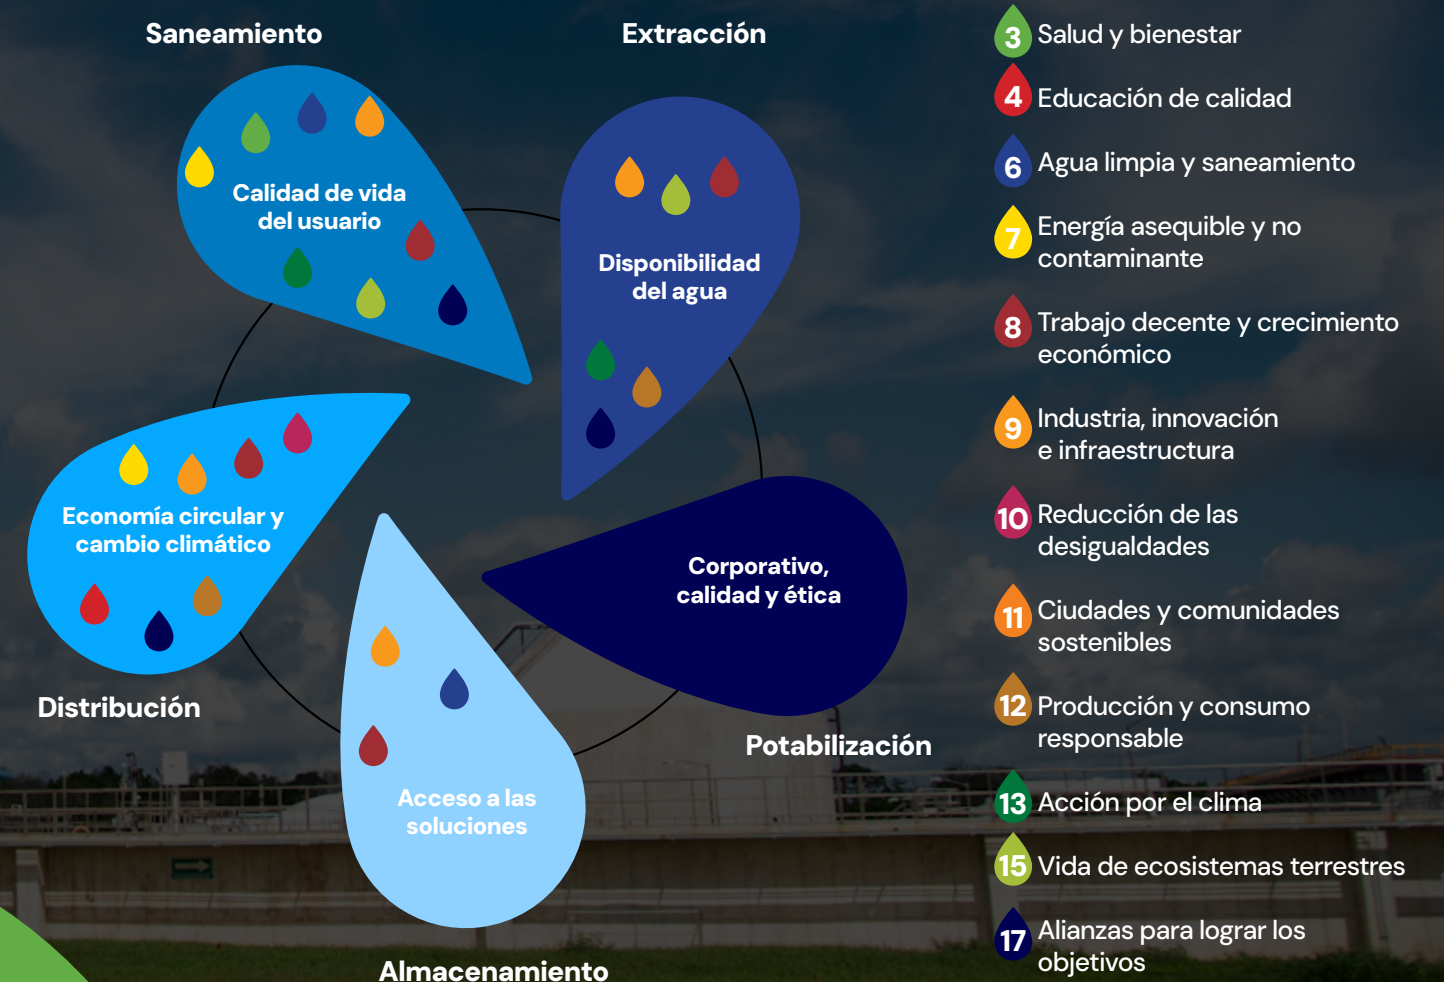 Saneamiento
Extracción
Calidad de vida
del usuario
Disponibilidad
del agua
Economía circular y
cambio climático
Corporativo,
calidad y ética
Distribución
Potabilización
Acceso a las
soluciones
Almacenamiento
3 Salud y bienestar
4 Educación de calidad
6 Agua limpia y saneamiento
7 Energía asequible y no
contaminante
8 Trabajo decente y crecimiento
económico
9 Industria, innovación
e infraestructura
10 Reducción de las
desigualdades
11 Ciudades y comunidades
sostenibles
12 Producción y consumo
responsable
13 Acción por el clima
15 Vida de ecosistemas terrestres
17 Alianzas para lograr los
objetivos